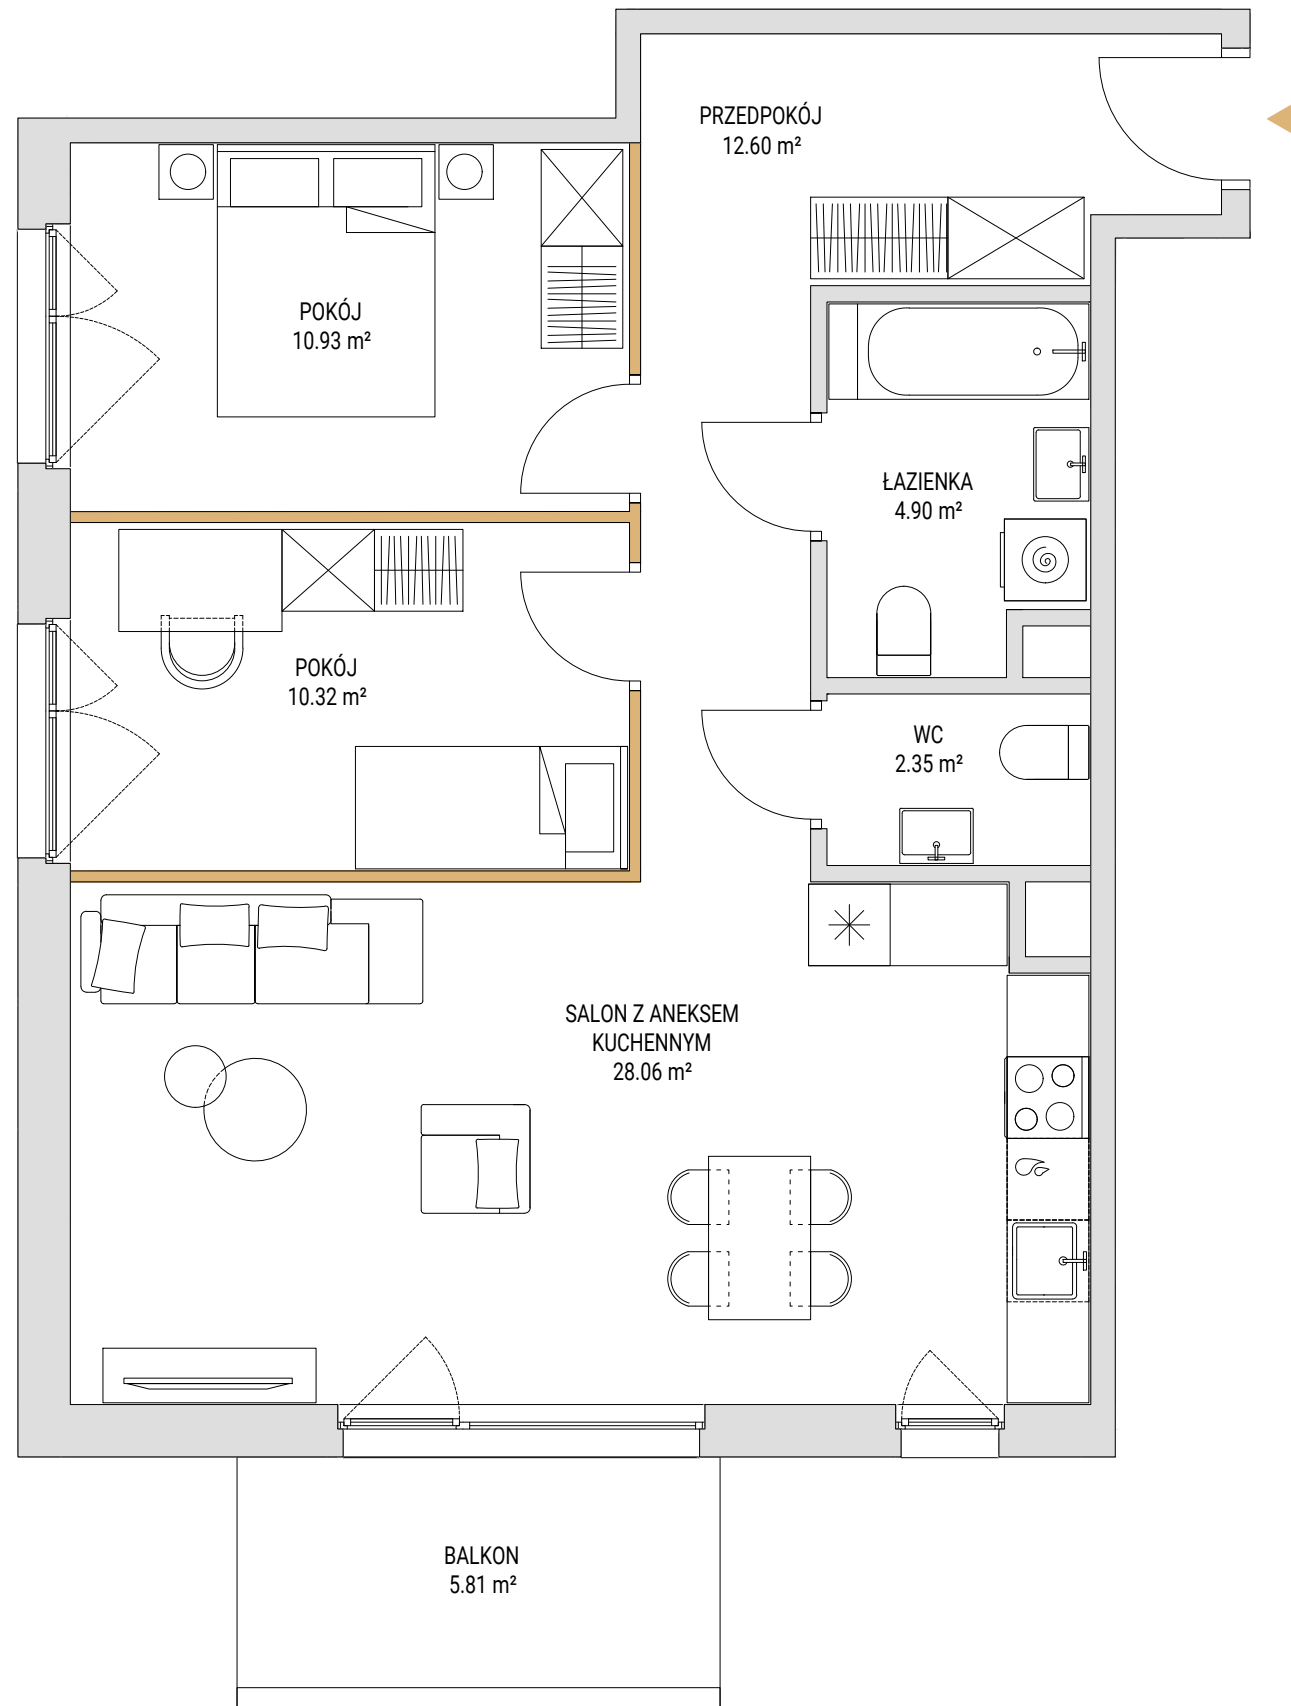 PRZEDPOKÓJ
12.60 m²
POKÓJ
10.93 m²
ŁAZIENKA
4.90 m²
POKÓJ
10.32 m²
WC
2.35 m²
SALON Z ANEKSEM
KUCHENNYM
28.06 m²
BALKON
5.81 m²